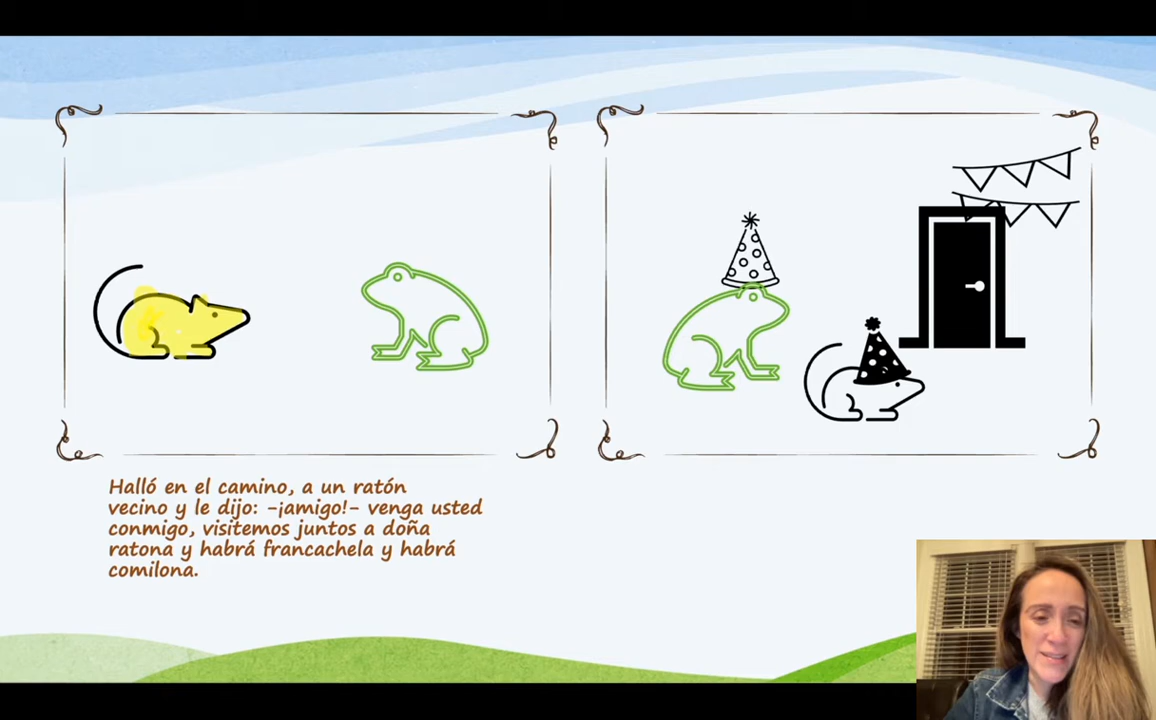 Halló en el camino, a un ratón
vecino y le dijo: -¡amigo!- venga usted
conmigo, visitemos juntos a doña
ratona y habrá francachela y habrá
comilona.